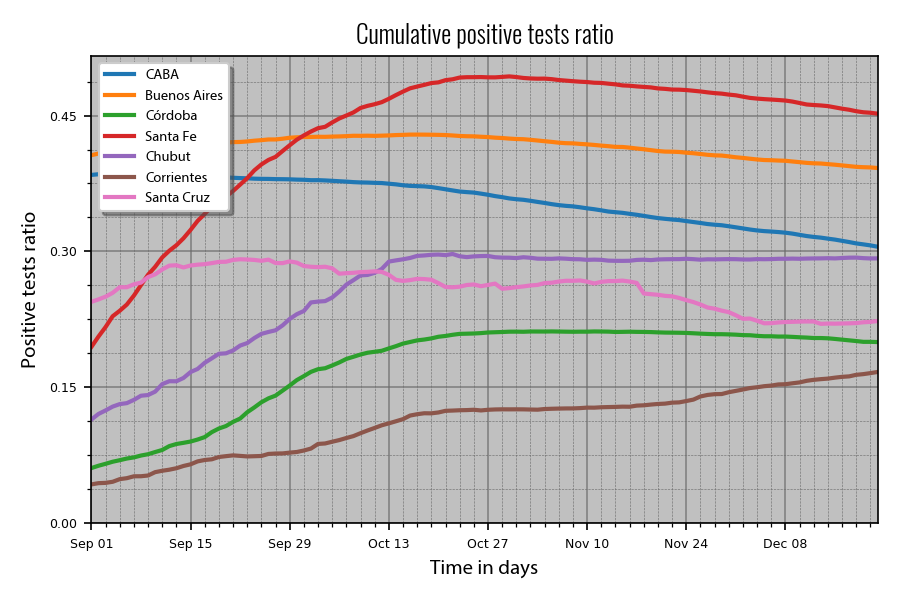 Cumulative positive tests ratio
CABA
Buenos Aires
Córdoba
Santa Fe
Chubut
Corrientes
Santa Cruz
Positive tests ratio
0.45
0.30
0.15
0.00
Sep 01 Sep 15 Sep 29 Oct 13 Oct 27 Nov 10 Nov 24 Dec 08
Time in days